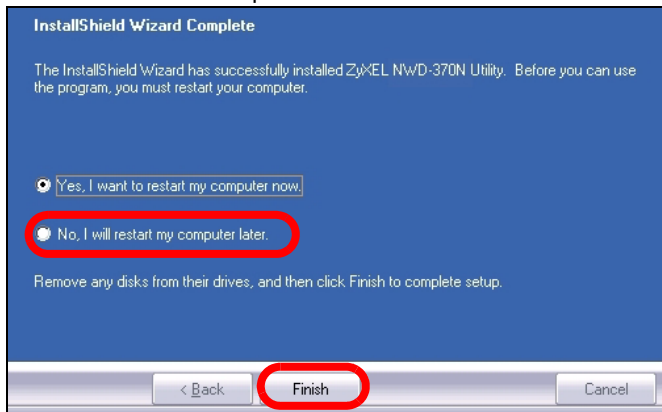 InstallShield Wizard Complete
The InstallShield Wizard has successfully installed ZyXEL NWD-370N Utility. Before you can use
the program, you must restart your computer.
Yes, I want to restart my computer now.
No, I will restart my computer later.
Remove any disks from their drives, and then click Finish to complete setup.
< Back Finish Cancel